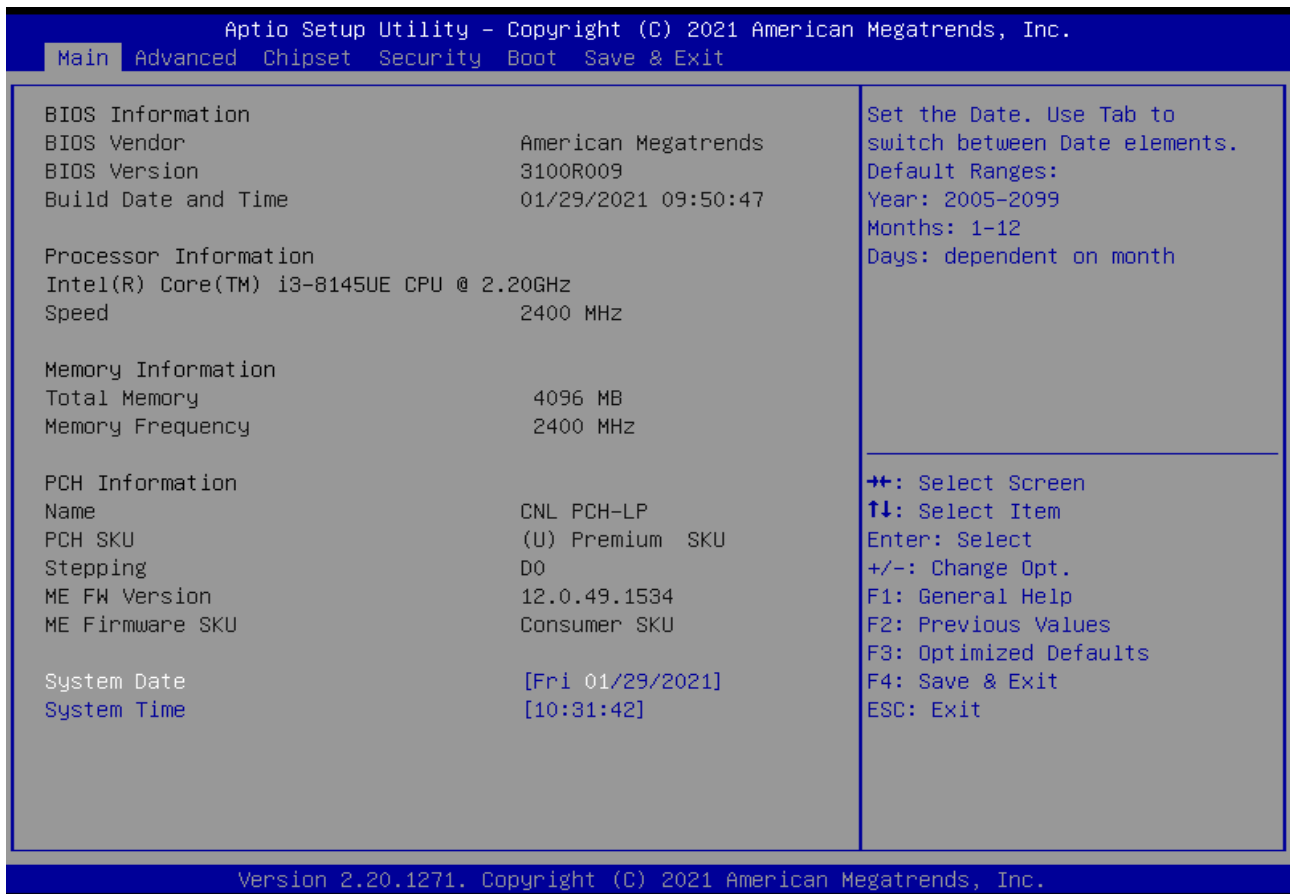 Aptio Setup Utility – Copyright (C) 2021 American Megatrends, Inc.
Main Advanced Chipset Security Boot Save & Exit
BIOS Information
BIOS Vendor American Megatrends
BIOS Version 3100R009
Build Date and Time 01/29/2021 09:50:47
Processor Information
Intel(R) Core(TM) i3-8145UE CPU @ 2.20GHz
Speed 2400 MHz
Memory Information
Total Memory 4096 MB
Memory Frequency 2400 MHz
PCH Information
Name CNL PCH-LP
PCH SKU (U) Premium SKU
Stepping D0
ME FW Version 12.0.49.1534
ME Firmware SKU Consumer SKU
System Date [Fri 01/29/2021]
System Time [10:31:42]
Set the Date. Use Tab to
switch between Date elements.
Default Ranges:
Year: 2005-2099
Months: 1-12
Days: dependent on month
→←: Select Screen
↑↓: Select Item
Enter: Select
+/-: Change Opt.
F1: General Help
F2: Previous Values
F3: Optimized Defaults
F4: Save & Exit
ESC: Exit
Version 2.20.1271. Copyright (C) 2021 American Megatrends, Inc.